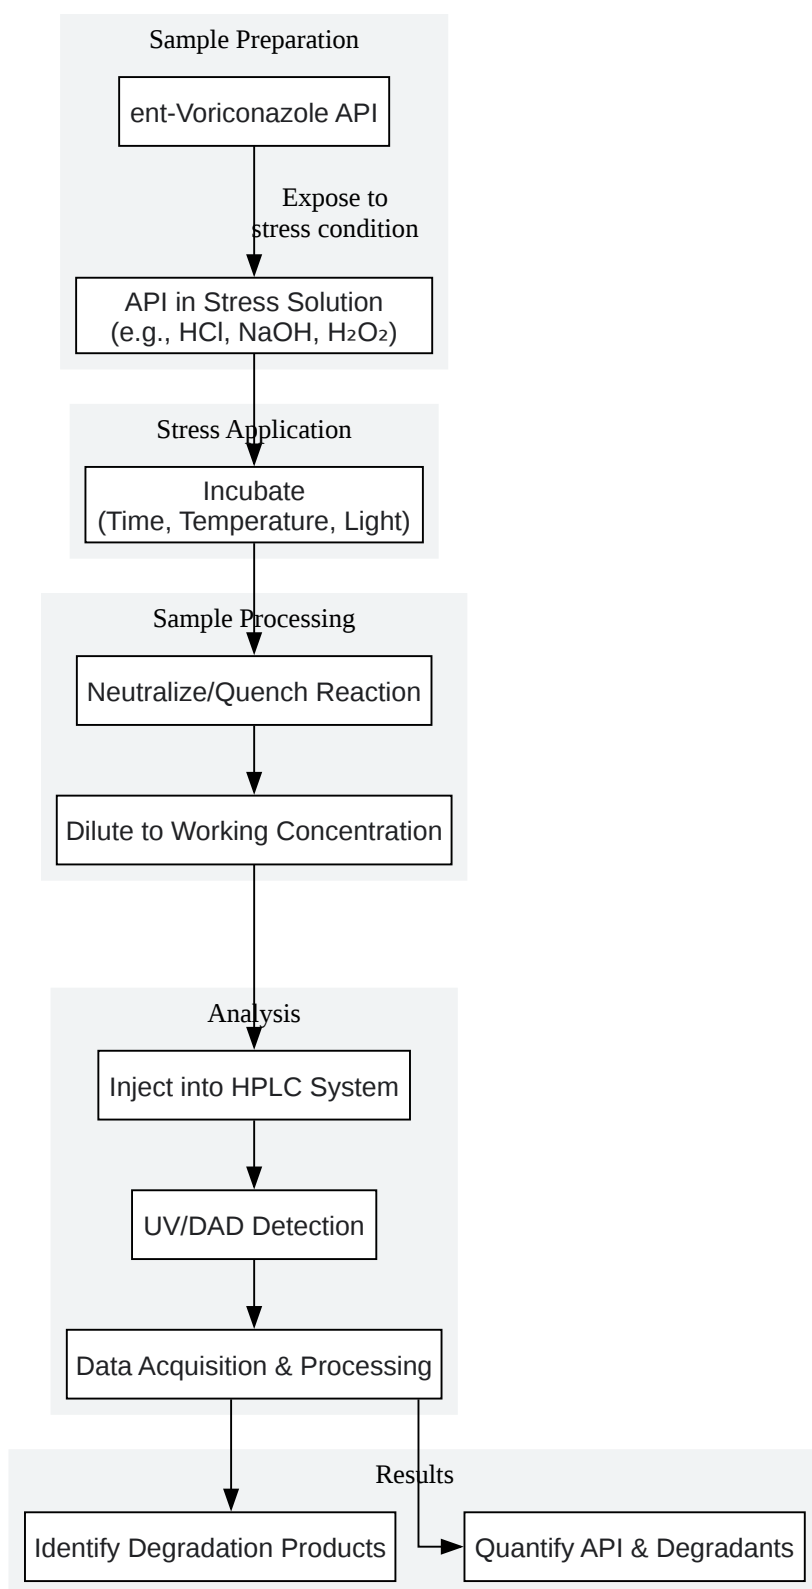 Sample Preparation
ent-Voriconazole API
Expose to
stress condition
API in Stress Solution
(e.g., HCl, NaOH, H₂O₂)
Stress Application
Incubate
(Time, Temperature, Light)
Sample Processing
Neutralize/Quench Reaction
Dilute to Working Concentration
Analysis
Inject into HPLC System
UV/DAD Detection
Data Acquisition & Processing
Results
Identify Degradation Products
Quantify API & Degradants